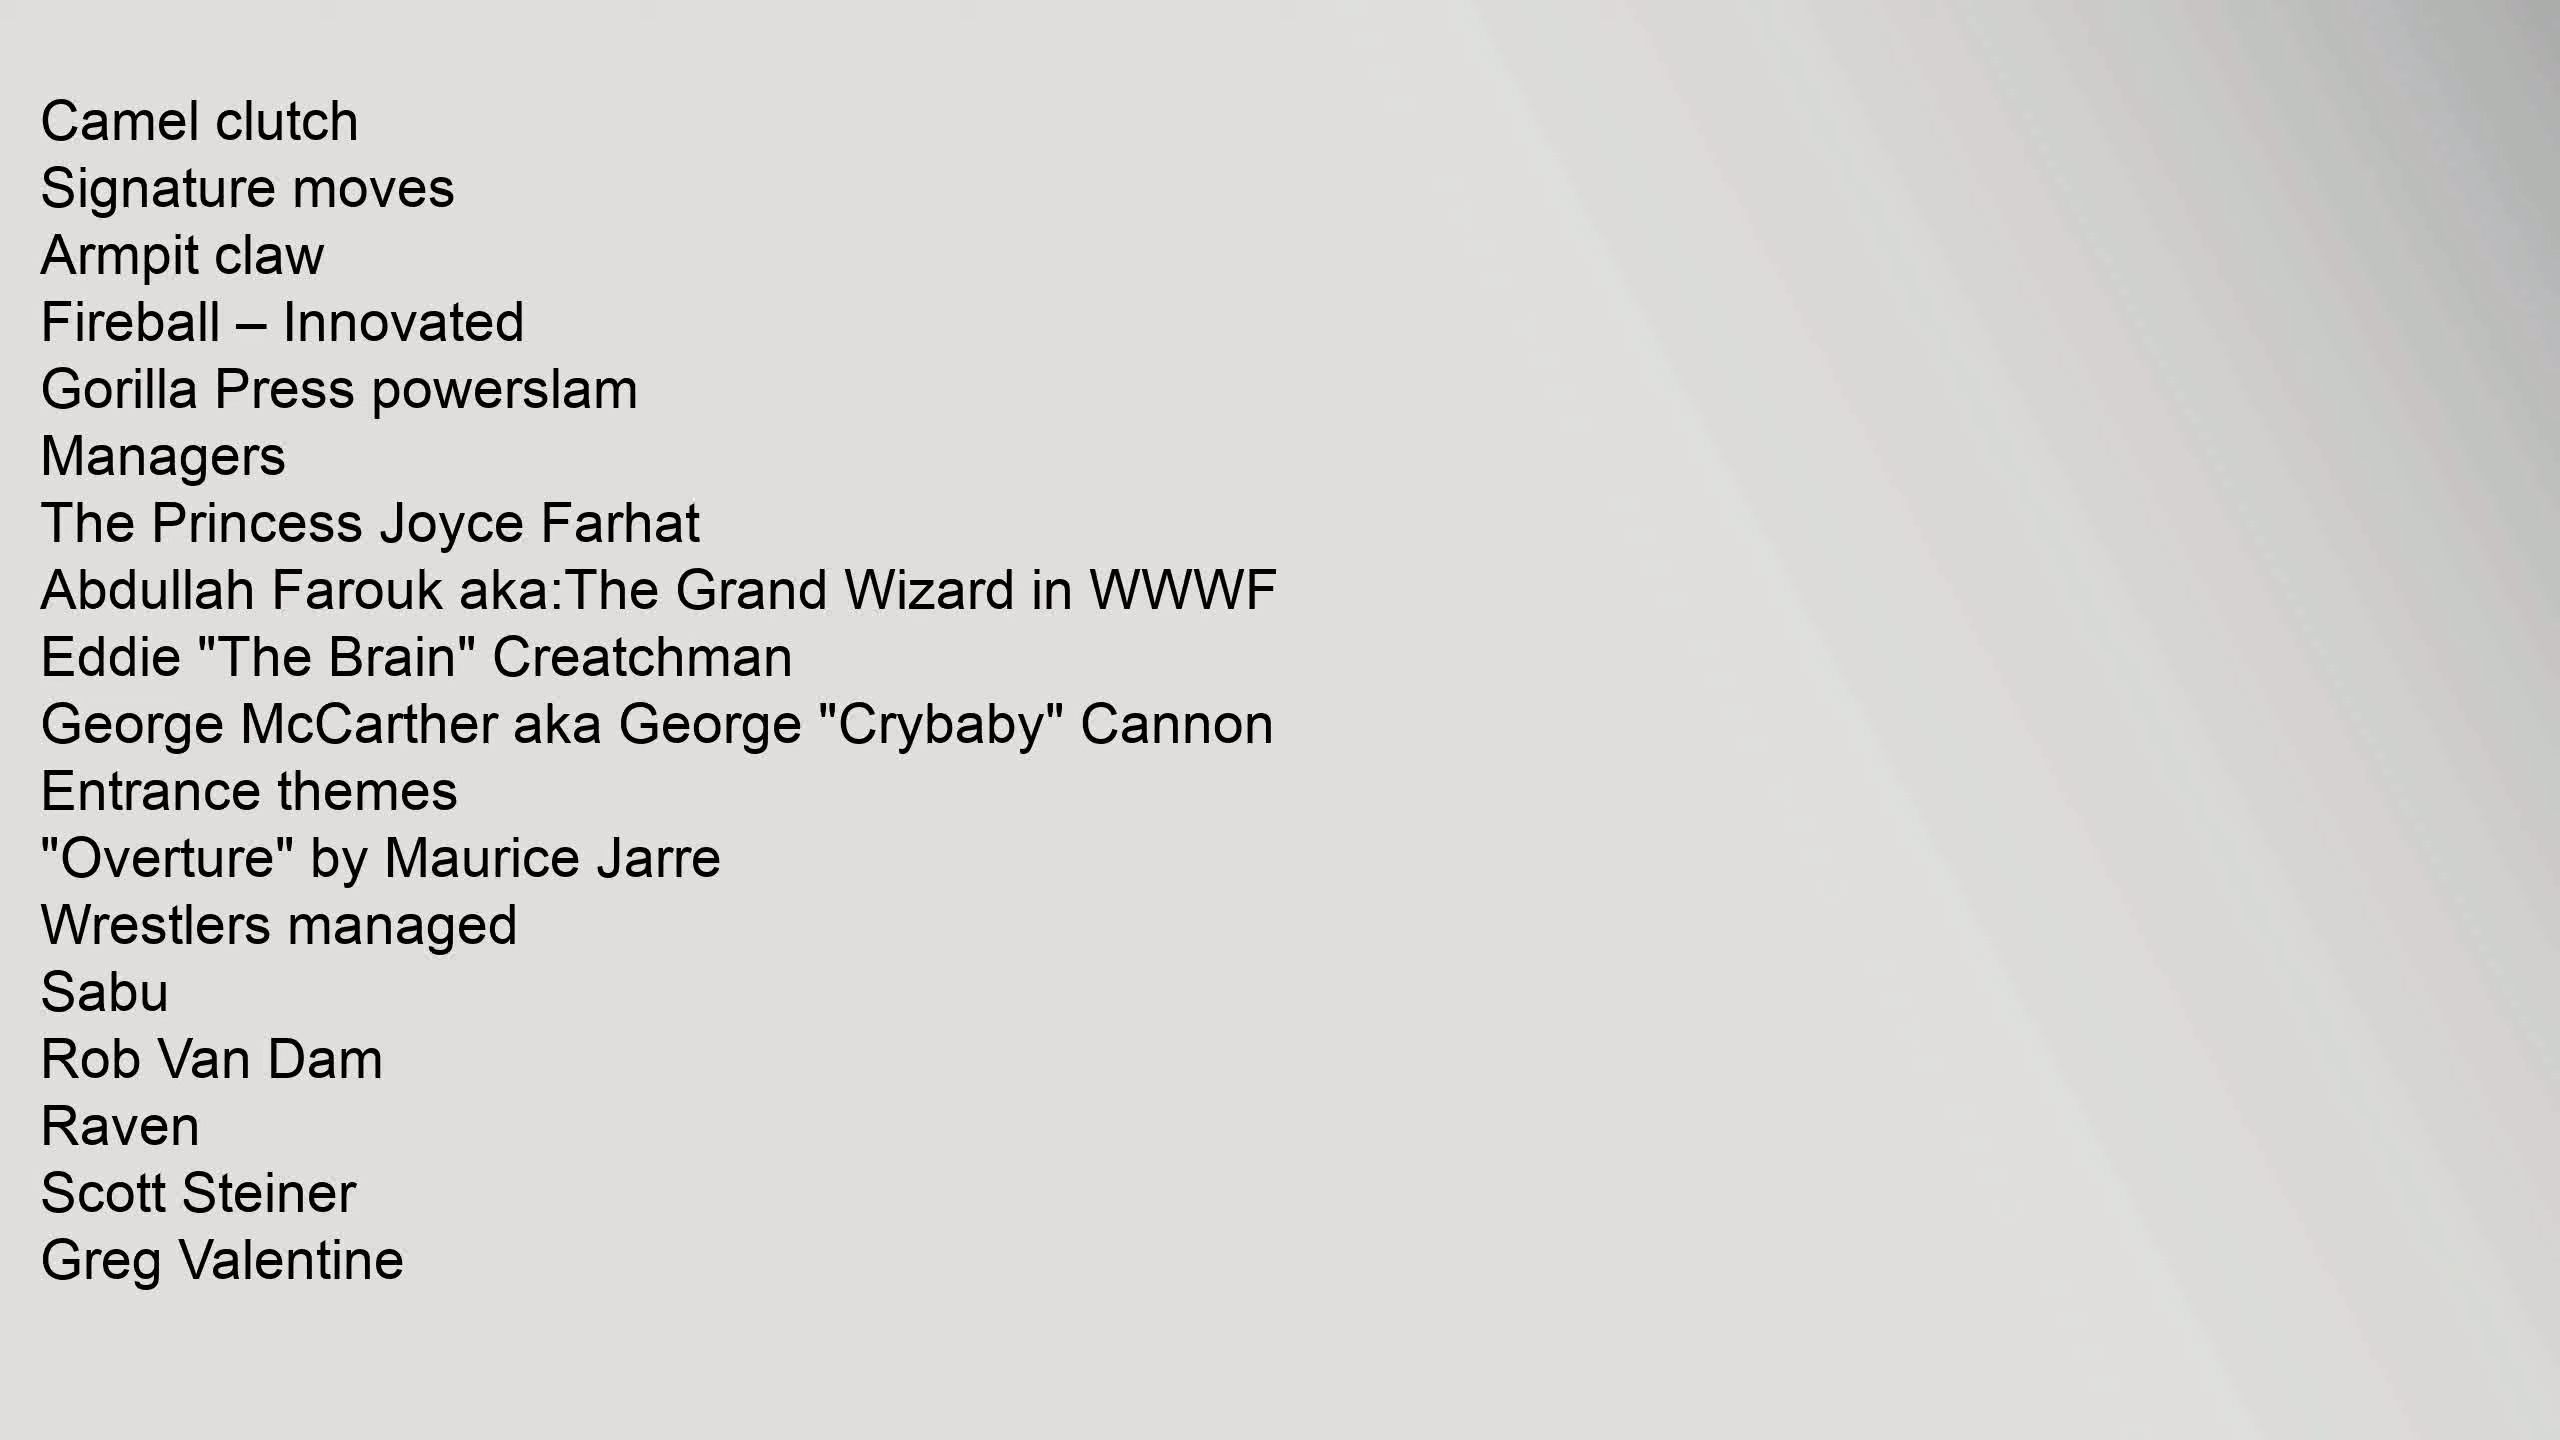 Camel clutch
Signature moves
Armpit claw
Fireball – Innovated
Gorilla Press powerslam
Managers
The Princess Joyce Farhat
Abdullah Farouk aka:The Grand Wizard in WWWF
Eddie "The Brain" Creatchman
George McCarther aka George "Crybaby" Cannon
Entrance themes
"Overture" by Maurice Jarre
Wrestlers managed
Sabu
Rob Van Dam
Raven
Scott Steiner
Greg Valentine